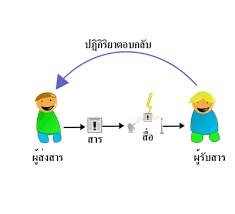 ปฏิกิริยาตอบกลับ
สาร
สื่อ
ผู้ส่งสาร
ผู้รับสาร